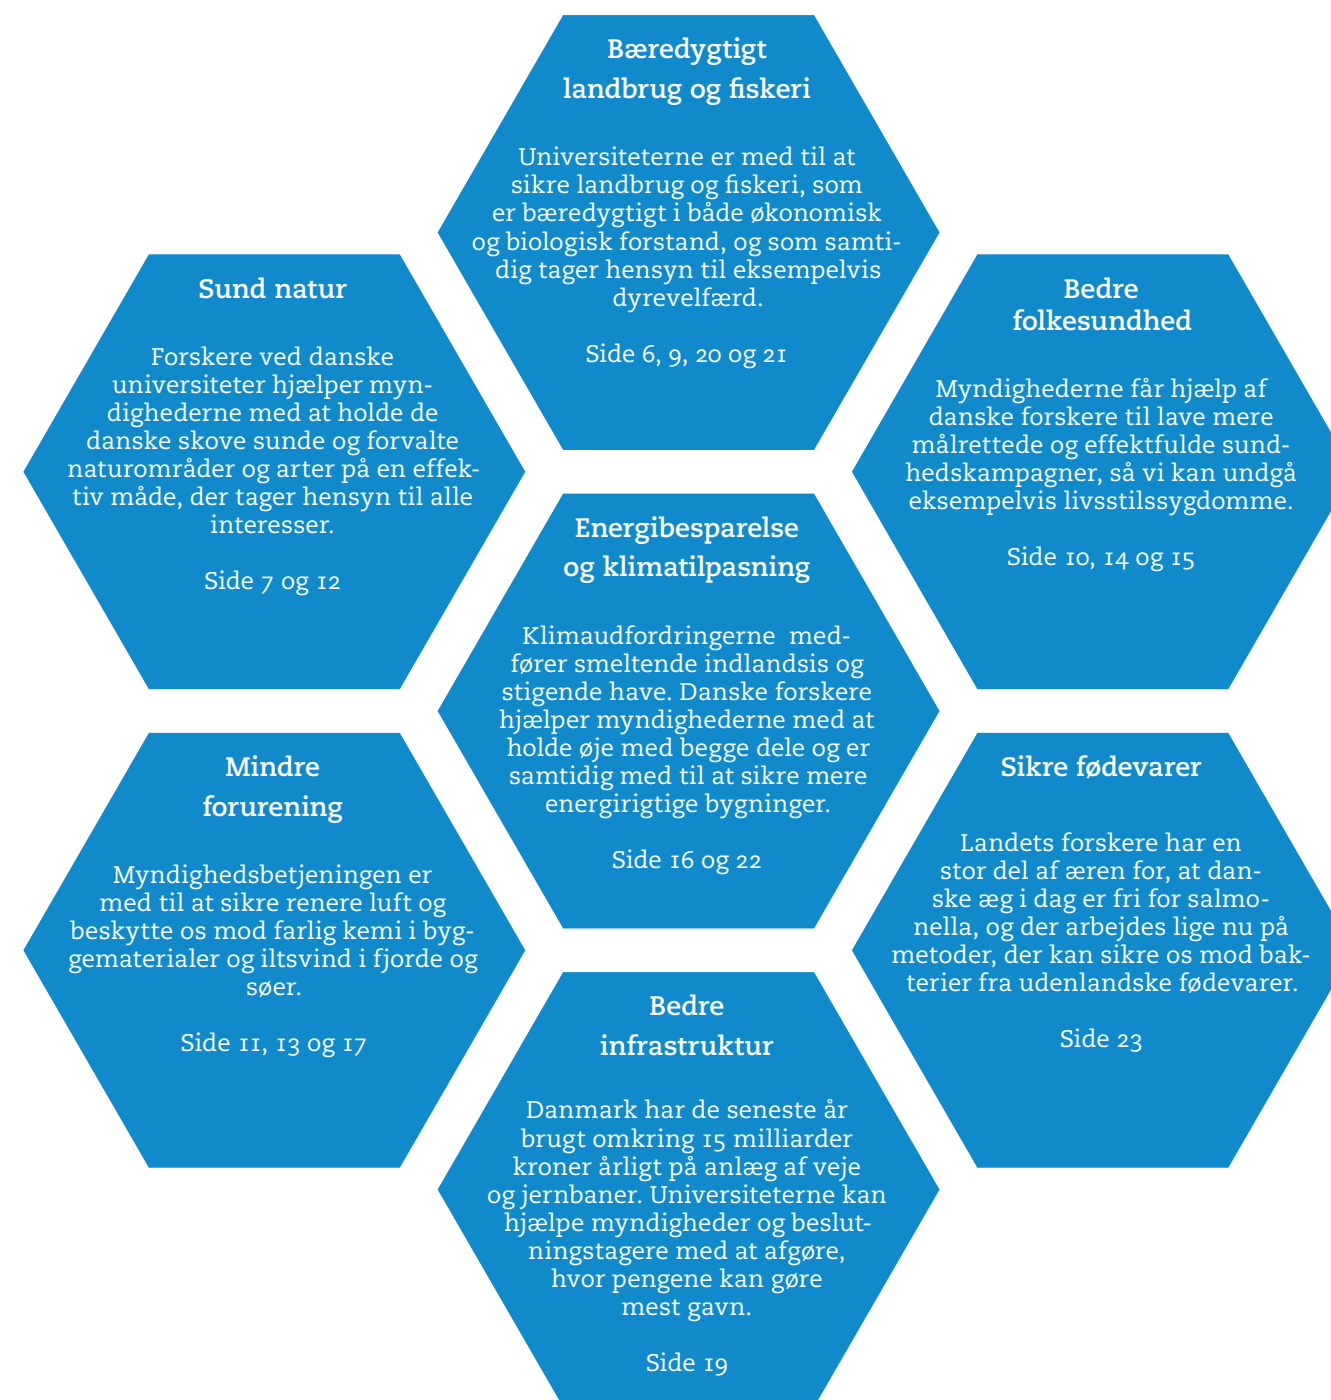 Bæredygtigt
landbrug og fiskeri
Universiteterne er med til at
sikre landbrug og fiskeri, som
er bæredygtigt i både økonomisk
og biologisk forstand, og som samti-
dig tager hensyn til eksempelvis
dyrevelfærd.
Side 6, 9, 20 og 21
Sund natur
Forskere ved danske
universiteter hjælper myn-
dighederne med at holde de
danske skove sunde og forvalte
naturområder og arter på en effek-
tiv måde, der tager hensyn til alle
interesser.
Side 7 og 12
Bedre
folkesundhed
Myndighederne får hjælp af
danske forskere til lave mere
målrettede og effektfulde sund-
hedskampagner, så vi kan undgå
eksempelvis livsstilssygdomme.
Side 10, 14 og 15
Energibesparelse
og klimatilpasning
Klimaudfordringerne med-
fører smeltende indlandsis og
stigende have. Danske forskere
hjælper myndighederne med at
holde øje med begge dele og er
samtidig med til at sikre mere
energirigtige bygninger.
Side 16 og 22
Mindre
forurening
Myndighedsbetjeningen er
med til at sikre renere luft og
beskytte os mod farlig kemi i byg-
gematerialer og iltsvind i fjorde og
søer.
Side 11, 13 og 17
Sikre fødevarer
Landets forskere har en
stor del af æren for, at dan-
ske æg i dag er fri for salmo-
nella, og der arbejdes lige nu på
metoder, der kan sikre os mod bak-
terier fra udenlandske fødevarer.
Side 23
Bedre
infrastruktur
Danmark har de seneste år
brugt omkring 15 milliarder
kroner årligt på anlæg af veje
og jernbaner. Universiteterne kan
hjælpe myndigheder og beslut-
ningstagere med at afgøre,
hvor pengene kan gøre
mest gavn.
Side 19